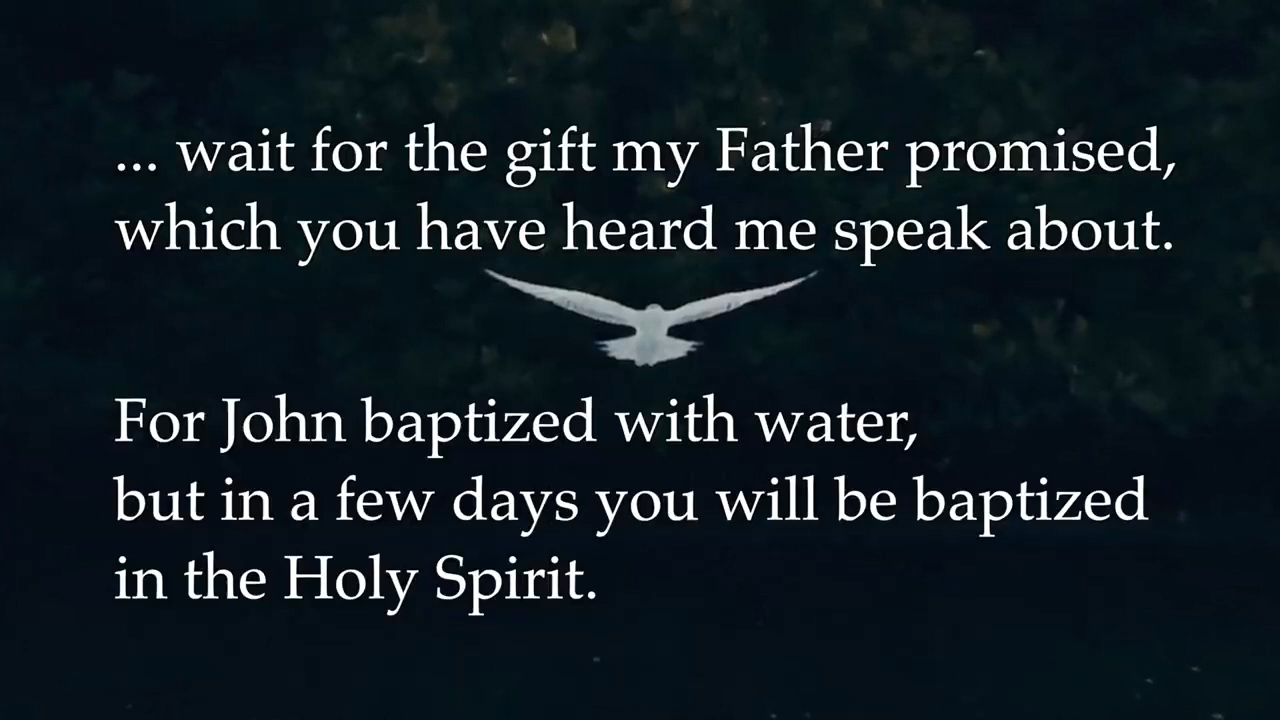 ... wait for the gift my Father promised,
which you have heard me speak about.
For John baptized with water,
but in a few days you will be baptized
in the Holy Spirit.